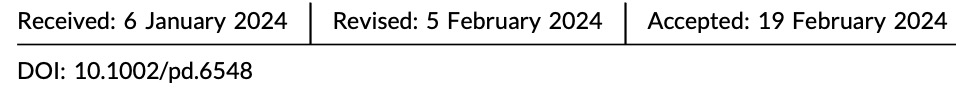 Received: 6 January 2024 | Revised: 5 February 2024 | Accepted: 19 February 2024
DOI: 10.1002/pd.6548